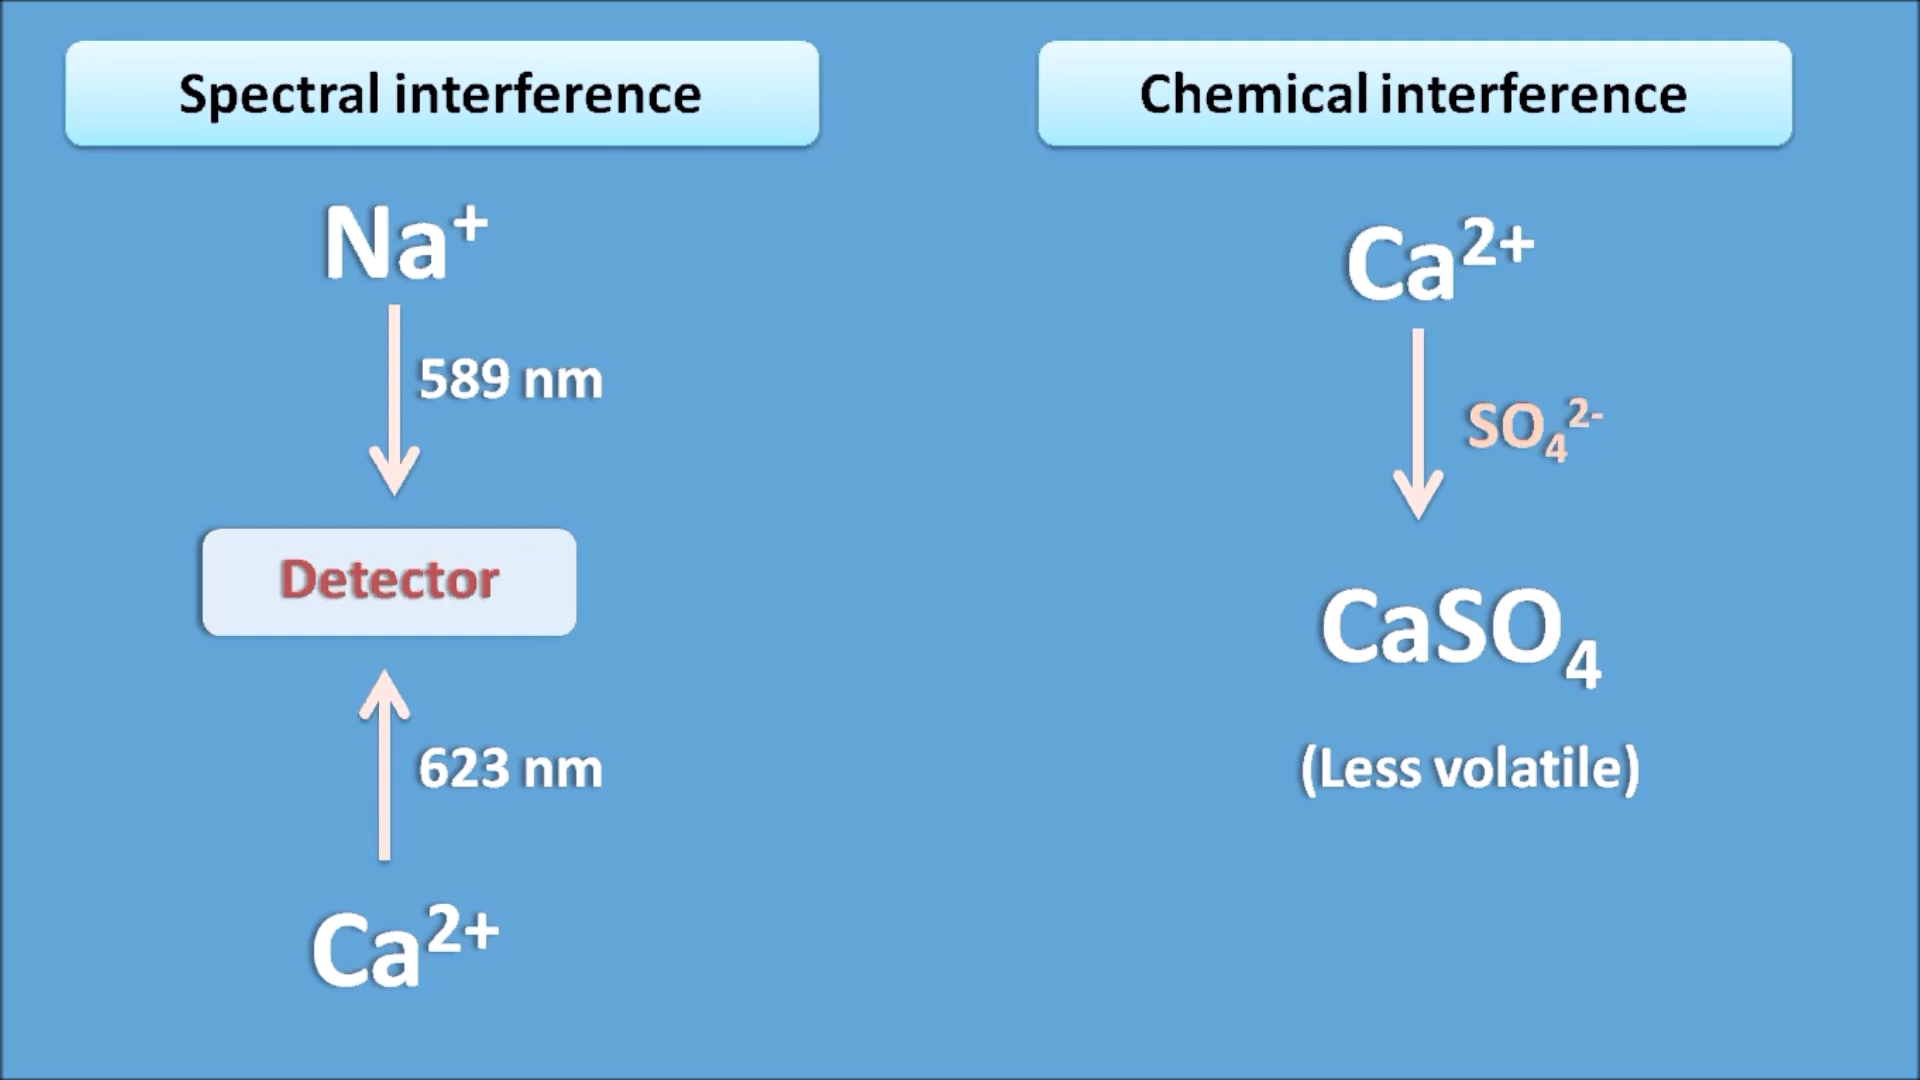 Spectral interference
Na⁺
589 nm
Detector
623 nm
Ca²⁺
Chemical interference
Ca²⁺
SO₄²⁻
CaSO₄
(Less volatile)